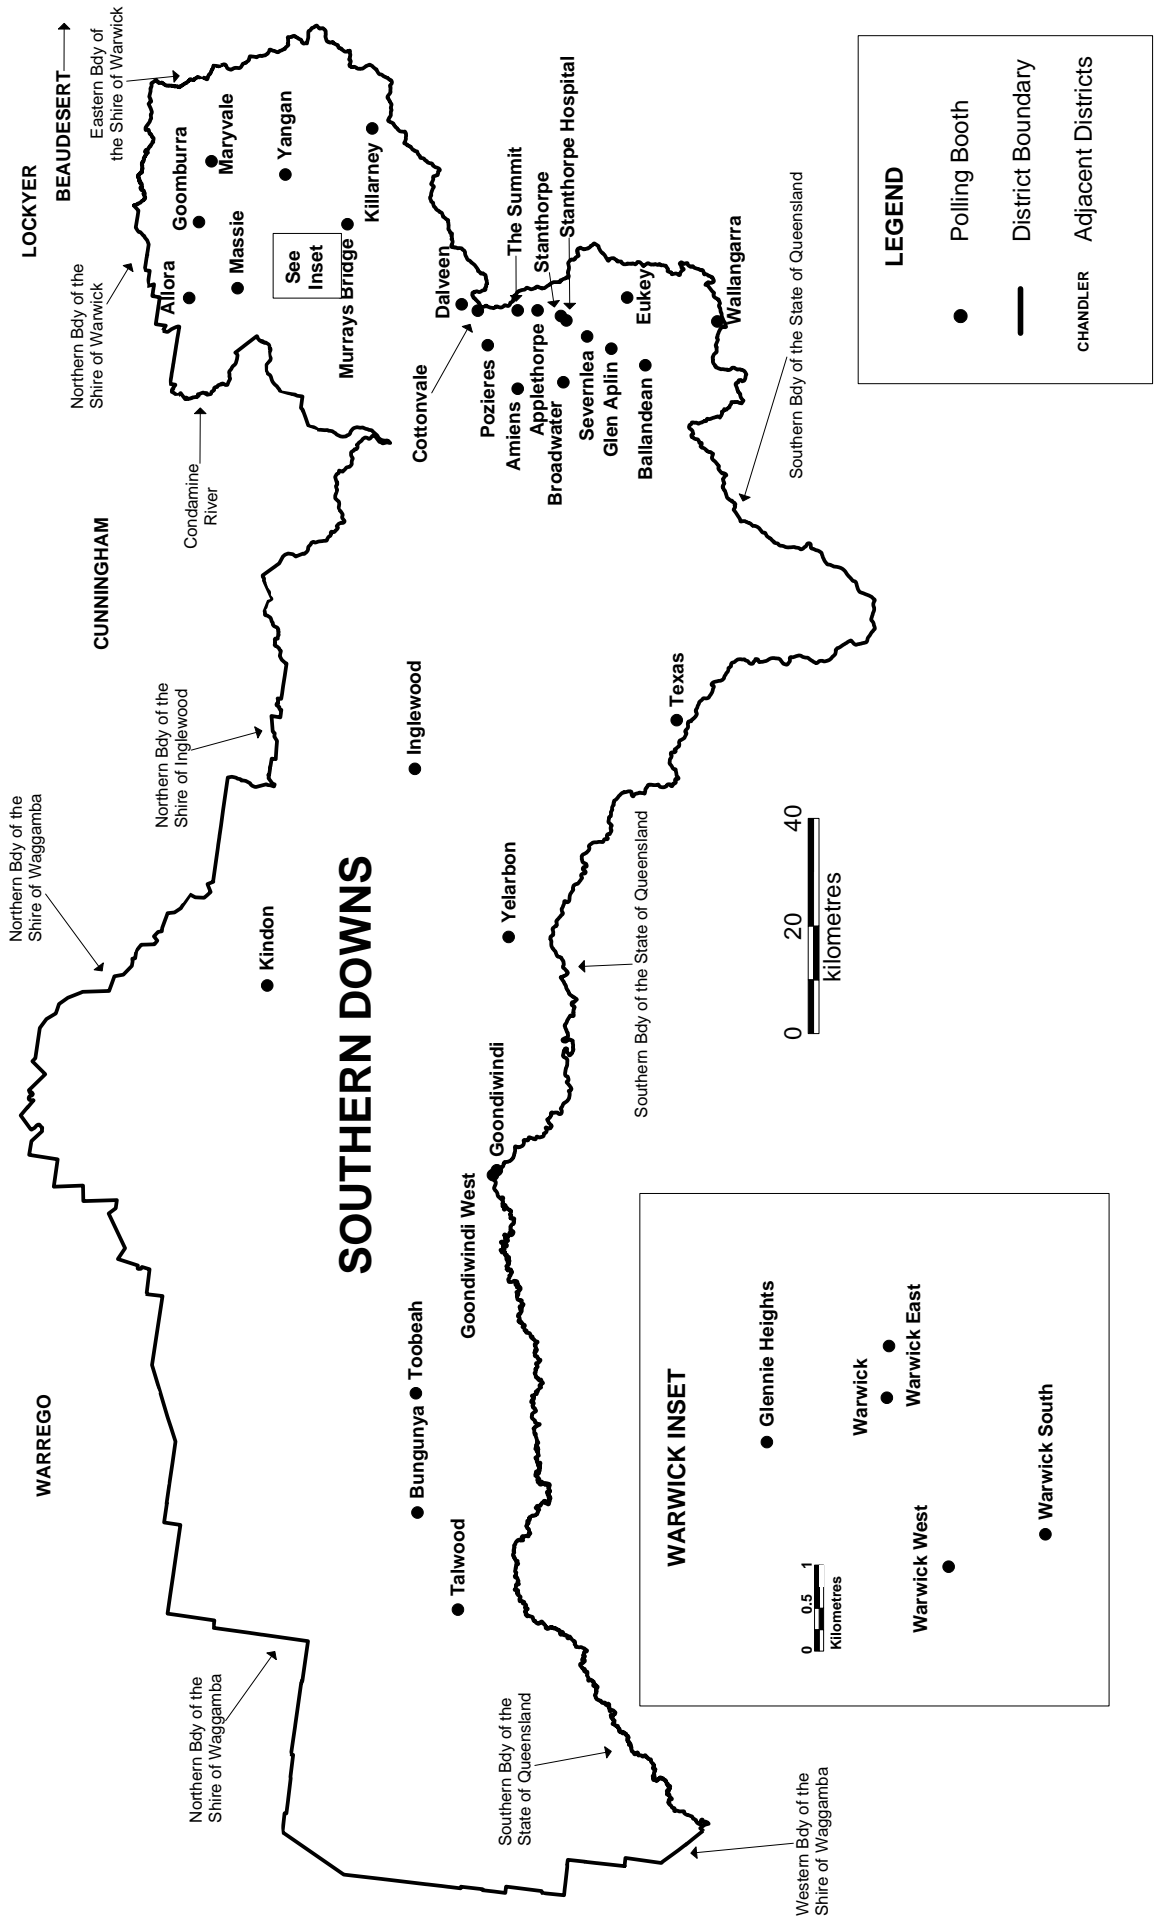 WARREGO
CUNNINGHAM
LOCKYER
BEAUDESERT
Northern Bdy of the
Shire of Waggamba
Northern Bdy of the
Shire of Waggamba
Northern Bdy of the
Shire of Inglewood
Condamine
River
Northern Bdy of the
Shire of Warwick
Eastern Bdy of
the Shire of Warwick
SOUTHERN DOWNS
Allora
Goomburra
Maryvale
Massie
Yangan
See
Inset
Murrays Bridge
Killarney
Kindon
Inglewood
Talwood
Bungunya
Toobeah
Goondiwindi West
Goondiwindi
Yelarbon
Texas
Cottonvale
Dalveen
Pozieres
The Summit
Amiens
Applethorpe
Stanthorpe
Broadwater
Stanthorpe Hospital
Severnlea
Glen Aplin
Eukey
Ballandean
Wallangarra
Southern Bdy of the
State of Queensland
Southern Bdy of the State of Queensland
Southern Bdy of the State of Queensland
Western Bdy of the
Shire of Waggamba
0 20 40
kilometres
WARWICK INSET
Glennie Heights
0 0.5 1
Kilometres
Warwick
Warwick East
Warwick West
Warwick South
LEGEND
Polling Booth
District Boundary
CHANDLER Adjacent Districts